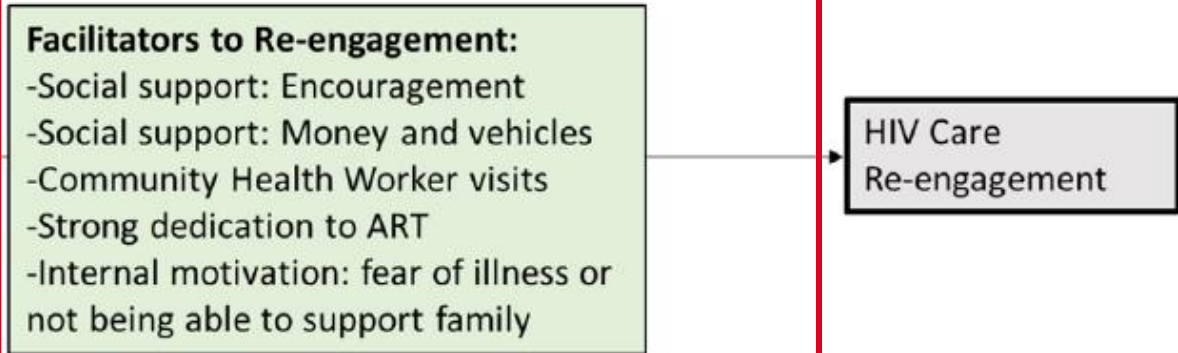 Facilitators to Re-engagement:
-Social support: Encouragement
-Social support: Money and vehicles
-Community Health Worker visits
-Strong dedication to ART
-Internal motivation: fear of illness or
not being able to support family
HIV Care
Re-engagement